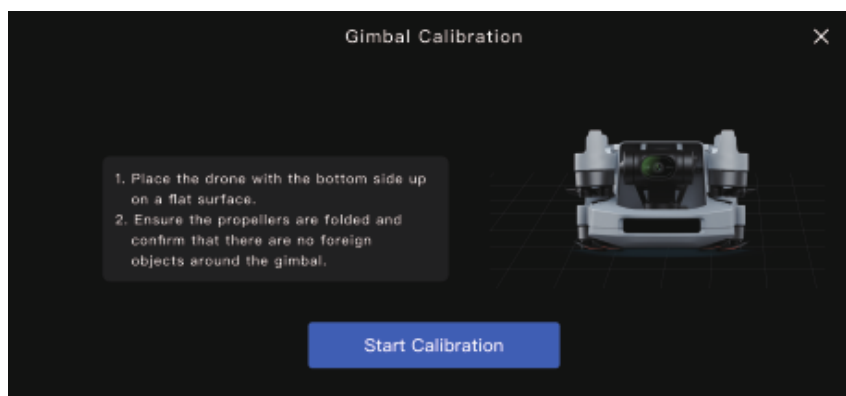 Gimbal Calibration
1. Place the drone with the bottom side up
on a flat surface.
2. Ensure the propellers are folded and
confirm that there are no foreign
objects around the gimbal.
Start Calibration